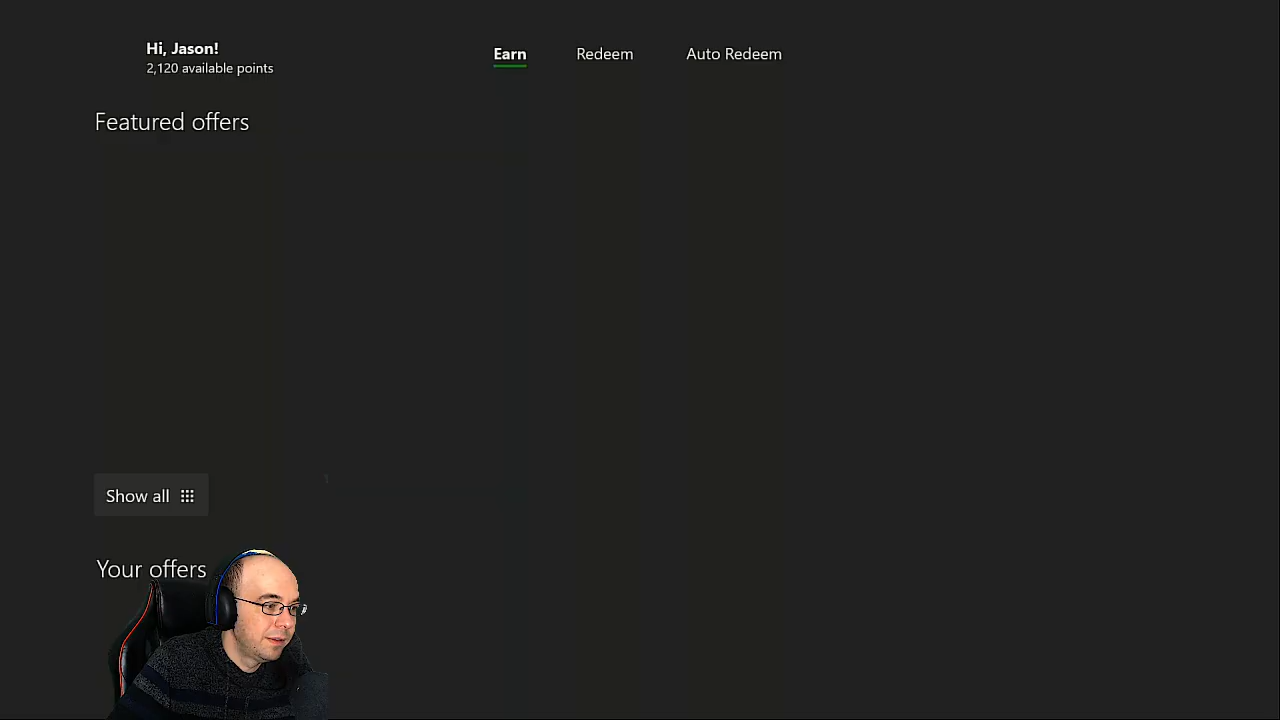 Hi, Jason!
2,120 available points
Earn
Redeem
Auto Redeem
Featured offers
Show all
Your offers